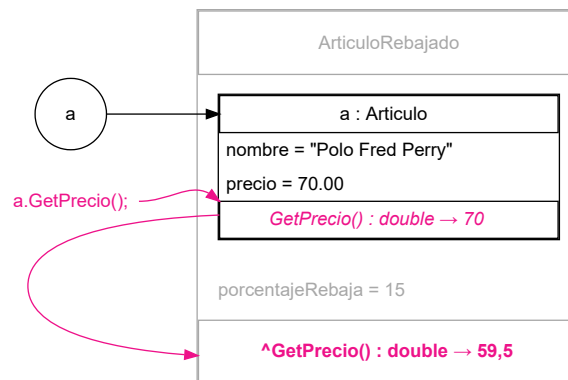 ArticuloRebajado
a
a : Articulo
nombre = "Polo Fred Perry"
precio = 70.00
a.GetPrecio();
GetPrecio() : double → 70
porcentajeRebaja = 15
^GetPrecio() : double → 59,5